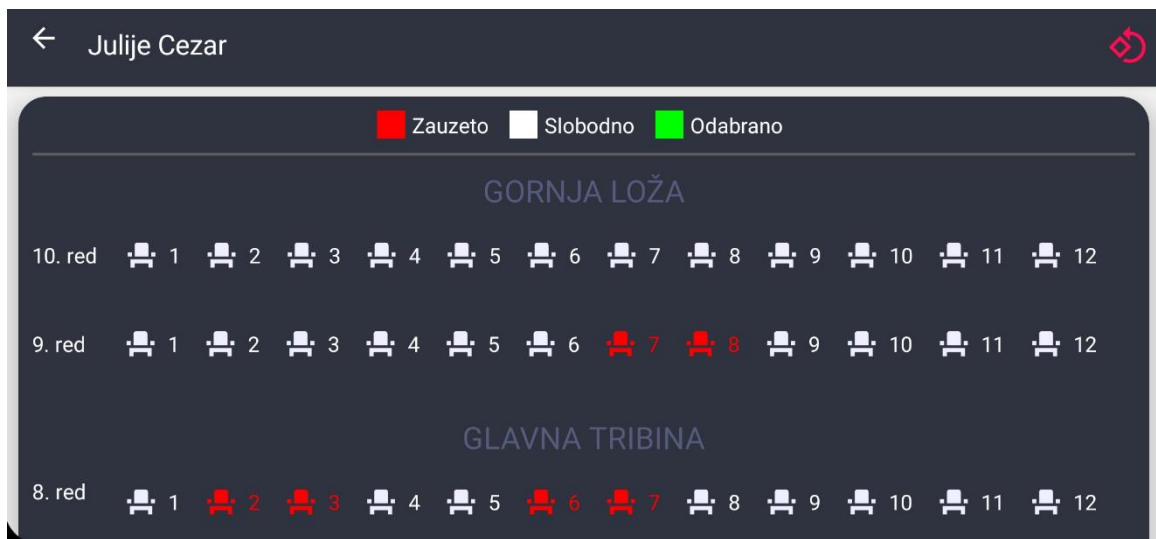 Julije Cezar
Zauzeto Slobodno Odabrano
GORNJA LOŽA
10. red 1 2 3 4 5 6 7 8 9 10 11 12
9. red 1 2 3 4 5 6 7 8 9 10 11 12
GLAVNA TRIBINA
8. red 1 2 3 4 5 6 7 8 9 10 11 12